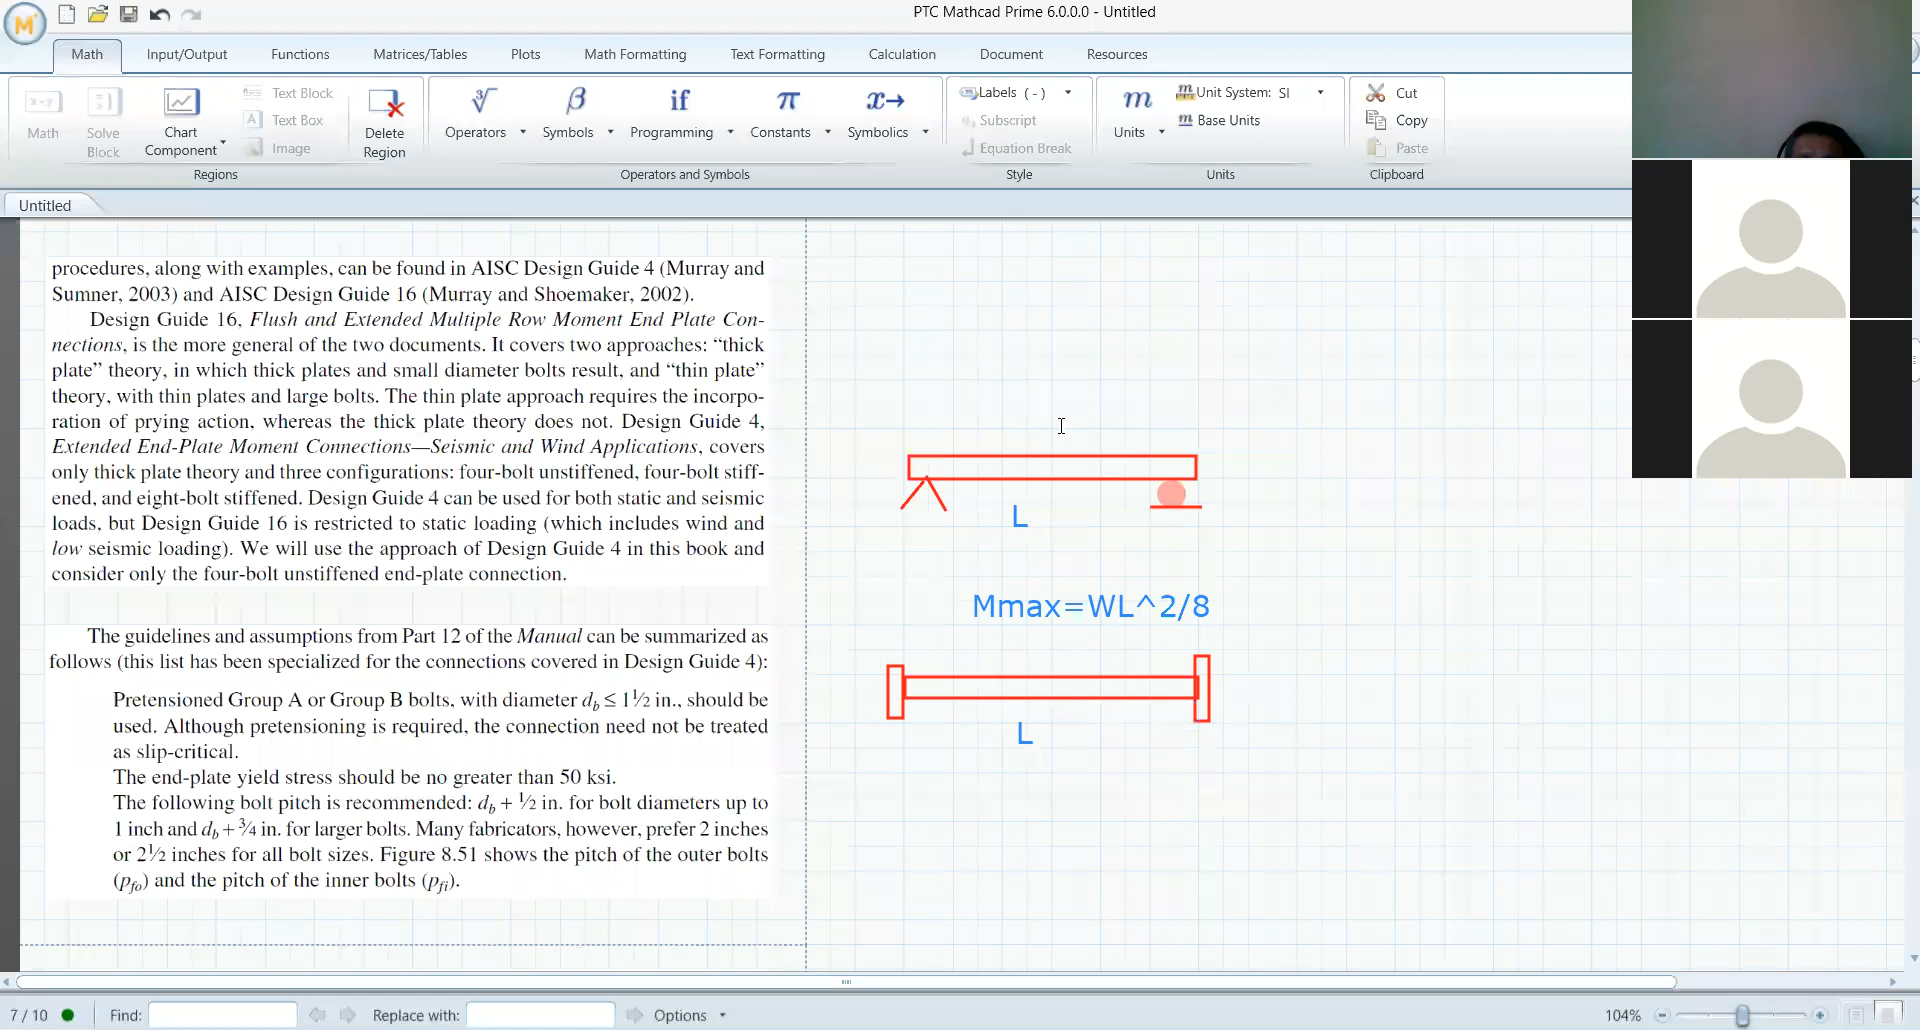 PTC Mathcad Prime 6.0.0.0 - Untitled
Math Input/Output Functions Matrices/Tables Plots Math Formatting Text Formatting Calculation Document Resources
Math
Solve Block
Chart Component
Text Block
Text Box
Image
Delete Region
Regions
Operators
Symbols
if
Programming
π
Constants
Symbolics
Operators and Symbols
Labels ( - )
Subscript
Equation Break
Style
Units
Unit System: SI
Base Units
Units
Cut
Copy
Paste
Clipboard
Untitled
procedures, along with examples, can be found in AISC Design Guide 4 (Murray and
Sumner, 2003) and AISC Design Guide 16 (Murray and Shoemaker, 2002).
Design Guide 16, Flush and Extended Multiple Row Moment End Plate Con-
nections, is the more general of the two documents. It covers two approaches: “thick
plate” theory, in which thick plates and small diameter bolts result, and “thin plate”
theory, with thin plates and large bolts. The thin plate approach requires the incorpo-
ration of prying action, whereas the thick plate theory does not. Design Guide 4,
Extended End-Plate Moment Connections—Seismic and Wind Applications, covers
only thick plate theory and three configurations: four-bolt unstiffened, four-bolt stiff-
ened, and eight-bolt stiffened. Design Guide 4 can be used for both static and seismic
loads, but Design Guide 16 is restricted to static loading (which includes wind and
low seismic loading). We will use the approach of Design Guide 4 in this book and
consider only the four-bolt unstiffened end-plate connection.
The guidelines and assumptions from Part 12 of the Manual can be summarized as
follows (this list has been specialized for the connections covered in Design Guide 4):
Pretensioned Group A or Group B bolts, with diameter d_b ≤ 1½ in., should be
used. Although pretensioning is required, the connection need not be treated
as slip-critical.
The end-plate yield stress should be no greater than 50 ksi.
The following bolt pitch is recommended: d_b + ½ in. for bolt diameters up to
1 inch and d_b + ¾ in. for larger bolts. Many fabricators, however, prefer 2 inches
or 2½ inches for all bolt sizes. Figure 8.51 shows the pitch of the outer bolts
(p_fo) and the pitch of the inner bolts (p_fi).
L
Mmax=WL^2/8
L
7 / 10 Find: Replace with: Options 104%